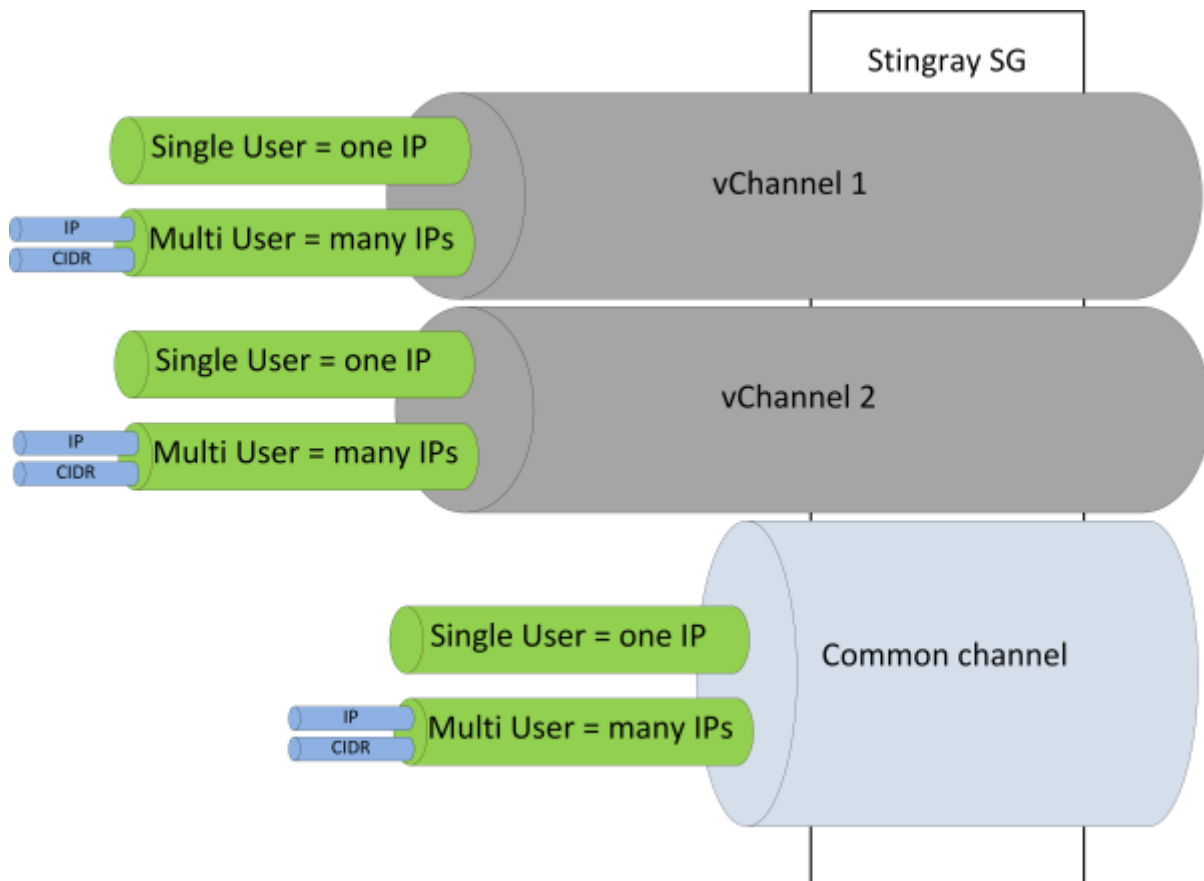 Stingray SG
Single User = one IP
vChannel 1
IP
Multi User = many IPs
CIDR
Single User = one IP
vChannel 2
IP
Multi User = many IPs
CIDR
Single User = one IP
Common channel
IP
Multi User = many IPs
CIDR